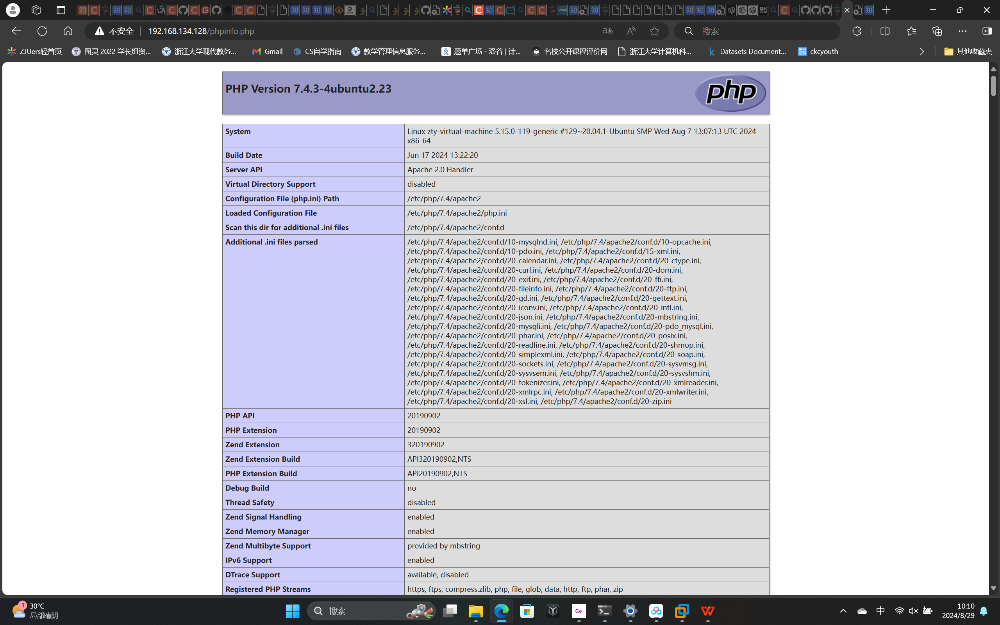 不安全
192.168.134.128/phpinfo.php
搜索
ZJUers轻首页
图灵 2022 学长组资...
浙江大学现代教务...
Gmail
CS自学指南
教学管理信息服务...
题单广场 - 洛谷 | 计...
名校公开课程评价网
浙江大学计算机科...
Datasets Document...
ckcyouth
其他收藏夹
PHP Version 7.4.3-4ubuntu2.23
php
System
Linux zty-virtual-machine 5.15.0-119-generic #129~20.04.1-Ubuntu SMP Wed Aug 7 13:07:13 UTC 2024
x86_64
Build Date
Jun 17 2024 13:22:20
Server API
Apache 2.0 Handler
Virtual Directory Support
disabled
Configuration File (php.ini) Path
/etc/php/7.4/apache2
Loaded Configuration File
/etc/php/7.4/apache2/php.ini
Scan this dir for additional .ini files
/etc/php/7.4/apache2/conf.d
Additional .ini files parsed
/etc/php/7.4/apache2/conf.d/10-mysqlnd.ini, /etc/php/7.4/apache2/conf.d/10-opcache.ini,
/etc/php/7.4/apache2/conf.d/10-pdo.ini, /etc/php/7.4/apache2/conf.d/15-xml.ini,
/etc/php/7.4/apache2/conf.d/20-calendar.ini, /etc/php/7.4/apache2/conf.d/20-ctype.ini,
/etc/php/7.4/apache2/conf.d/20-curl.ini, /etc/php/7.4/apache2/conf.d/20-dom.ini,
/etc/php/7.4/apache2/conf.d/20-exif.ini, /etc/php/7.4/apache2/conf.d/20-ffi.ini,
/etc/php/7.4/apache2/conf.d/20-fileinfo.ini, /etc/php/7.4/apache2/conf.d/20-ftp.ini,
/etc/php/7.4/apache2/conf.d/20-gd.ini, /etc/php/7.4/apache2/conf.d/20-gettext.ini,
/etc/php/7.4/apache2/conf.d/20-iconv.ini, /etc/php/7.4/apache2/conf.d/20-intl.ini,
/etc/php/7.4/apache2/conf.d/20-json.ini, /etc/php/7.4/apache2/conf.d/20-mbstring.ini,
/etc/php/7.4/apache2/conf.d/20-mysqli.ini, /etc/php/7.4/apache2/conf.d/20-pdo_mysql.ini,
/etc/php/7.4/apache2/conf.d/20-phar.ini, /etc/php/7.4/apache2/conf.d/20-posix.ini,
/etc/php/7.4/apache2/conf.d/20-readline.ini, /etc/php/7.4/apache2/conf.d/20-shmop.ini,
/etc/php/7.4/apache2/conf.d/20-simplexml.ini, /etc/php/7.4/apache2/conf.d/20-soap.ini,
/etc/php/7.4/apache2/conf.d/20-sockets.ini, /etc/php/7.4/apache2/conf.d/20-sysvmsg.ini,
/etc/php/7.4/apache2/conf.d/20-sysvsem.ini, /etc/php/7.4/apache2/conf.d/20-sysvshm.ini,
/etc/php/7.4/apache2/conf.d/20-tokenizer.ini, /etc/php/7.4/apache2/conf.d/20-xmlreader.ini,
/etc/php/7.4/apache2/conf.d/20-xmlrpc.ini, /etc/php/7.4/apache2/conf.d/20-xmlwriter.ini,
/etc/php/7.4/apache2/conf.d/20-xsl.ini, /etc/php/7.4/apache2/conf.d/20-zip.ini
PHP API
20190902
PHP Extension
20190902
Zend Extension
320190902
Zend Extension Build
API320190902,NTS
PHP Extension Build
API20190902,NTS
Debug Build
no
Thread Safety
disabled
Zend Signal Handling
enabled
Zend Memory Manager
enabled
Zend Multibyte Support
provided by mbstring
IPv6 Support
enabled
DTrace Support
available, disabled
Registered PHP Streams
https, ftps, compress.zlib, php, file, glob, data, http, ftp, phar, zip
1
30°C
局部晴朗
搜索
中
10:10
2024/8/29